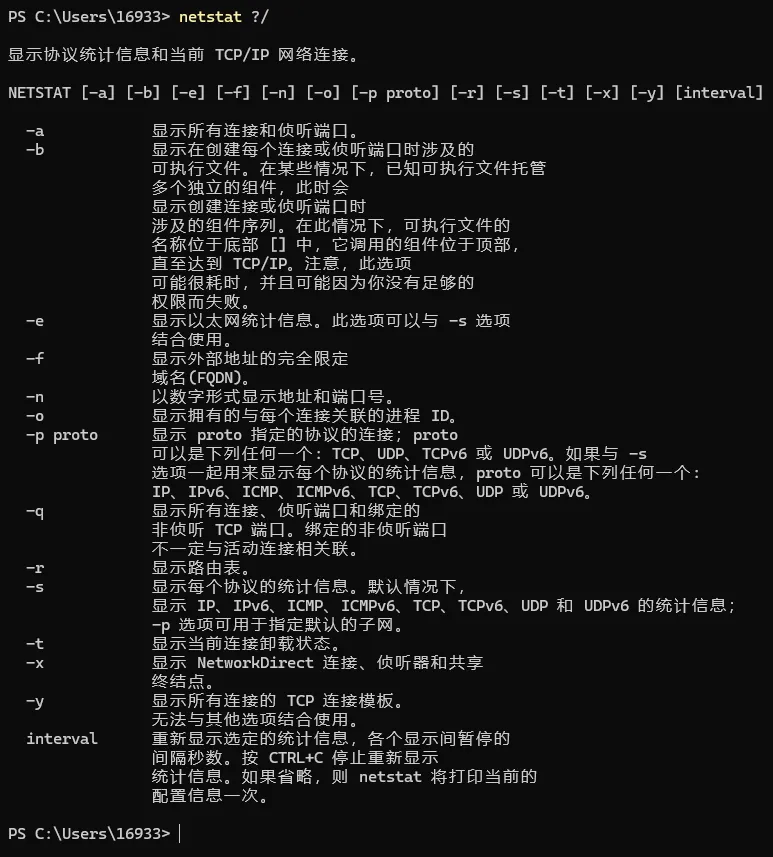 PS C:\Users\16933> netstat ?/
显示协议统计信息和当前 TCP/IP 网络连接。
NETSTAT [-a] [-b] [-e] [-f] [-n] [-o] [-p proto] [-r] [-s] [-t] [-x] [-y] [interval]
-a 显示所有连接和侦听端口。
-b 显示在创建每个连接或侦听端口时涉及的
可执行文件。在某些情况下，已知可执行文件托管
多个独立的组件，此时会
显示创建连接或侦听端口时
涉及的组件序列。在此情况下，可执行文件的
名称位于底部 [] 中，它调用的组件位于顶部，
直至达到 TCP/IP。注意，此选项
可能很耗时，并且可能因为你没有足够的
权限而失败。
-e 显示以太网统计信息。此选项可以与 -s 选项
结合使用。
-f 显示外部地址的完全限定
域名(FQDN)。
-n 以数字形式显示地址和端口号。
-o 显示拥有的与每个连接关联的进程 ID。
-p proto 显示 proto 指定的协议的连接；proto
可以是下列任何一个: TCP、UDP、TCPv6 或 UDPv6。如果与 -s
选项一起用来显示每个协议的统计信息，proto 可以是下列任何一个:
IP、IPv6、ICMP、ICMPv6、TCP、TCPv6、UDP 或 UDPv6。
-q 显示所有连接、侦听端口和绑定的
非侦听 TCP 端口。绑定的非侦听端口
不一定与活动连接相关联。
-r 显示路由表。
-s 显示每个协议的统计信息。默认情况下，
显示 IP、IPv6、ICMP、ICMPv6、TCP、TCPv6、UDP 和 UDPv6 的统计信息；
-p 选项可用于指定默认的子网。
-t 显示当前连接卸载状态。
-x 显示 NetworkDirect 连接、侦听器和共享
终结点。
-y 显示所有连接的 TCP 连接模板。
无法与其他选项结合使用。
interval 重新显示选定的统计信息，各个显示间暂停的
间隔秒数。按 CTRL+C 停止重新显示
统计信息。如果省略，则 netstat 将打印当前的
配置信息一次。
PS C:\Users\16933>